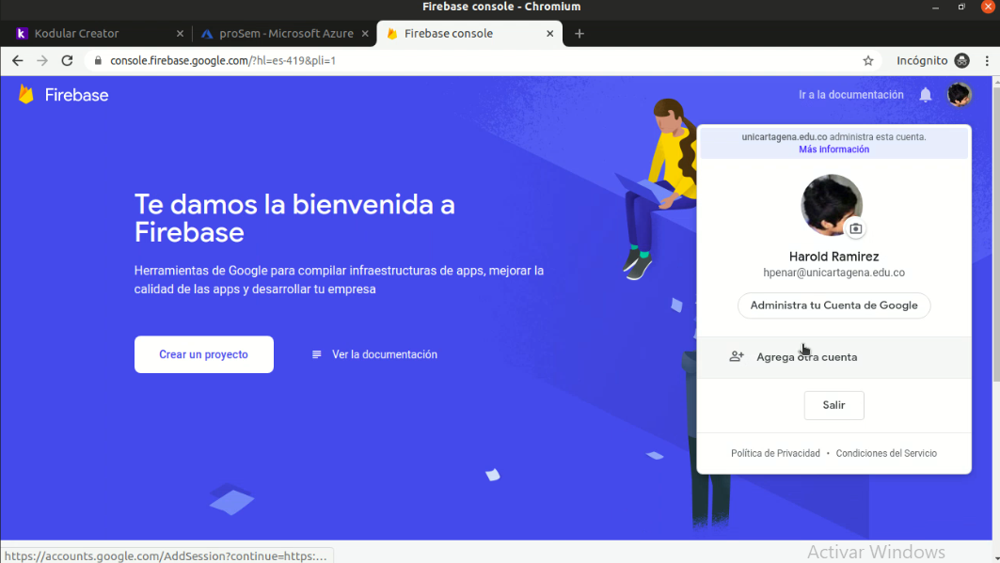 Firebase console - Chromium
Kodular Creator
proSem - Microsoft Azure
Firebase console
console.firebase.google.com/?hl=es-419&pli=1
Incógnito
Firebase
Ir a la documentación
unicartagena.edu.co administra esta cuenta.
Más información
Te damos la bienvenida a
Firebase
Herramientas de Google para compilar infraestructuras de apps, mejorar la
calidad de las apps y desarrollar tu empresa
Crear un proyecto
Ver la documentación
Harold Ramirez
hpenar@unicartagena.edu.co
Administra tu Cuenta de Google
Agrega otra cuenta
Salir
Política de Privacidad • Condiciones del Servicio
https://accounts.google.com/AddSession?continue=https:...
Activar Windows